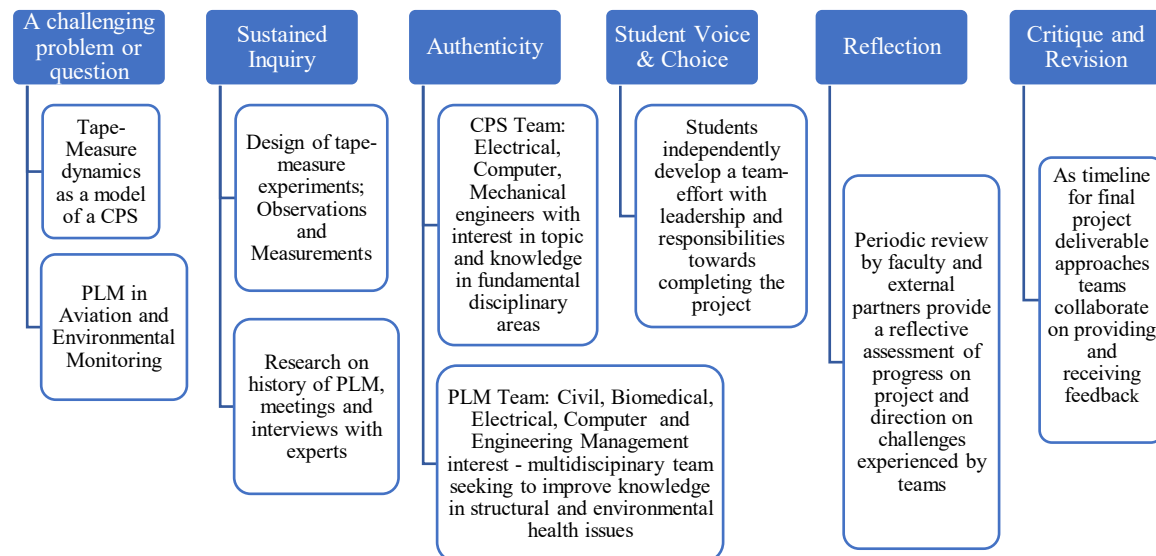 A challenging
problem or
question
Tape-
Measure
dynamics
as a model
of a CPS
PLM in
Aviation and
Environmental
Monitoring
Sustained
Inquiry
Design of tape-
measure
experiments;
Observations
and
Measurements
Research on
history of PLM,
meetings and
interviews with
experts
Authenticity
CPS Team:
Electrical,
Computer,
Mechanical
engineers with
interest in topic
and knowledge
in fundamental
disciplinary
areas
PLM Team: Civil, Biomedical,
Electrical, Computer and
Engineering Management
interest - multidiscipinary team
seeking to improve knowledge
in structural and environmental
health issues
Student Voice
& Choice
Students
independently
develop a team-
effort with
leadership and
responsibilities
towards
completing the
project
Reflection
Periodic review
by faculty and
external
partners provide
a reflective
assessment of
progress on
project and
direction on
challenges
experienced by
teams
Critique and
Revision
As timeline
for final
project
deliverable
approaches
teams
collaborate
on providing
and
receiving
feedback